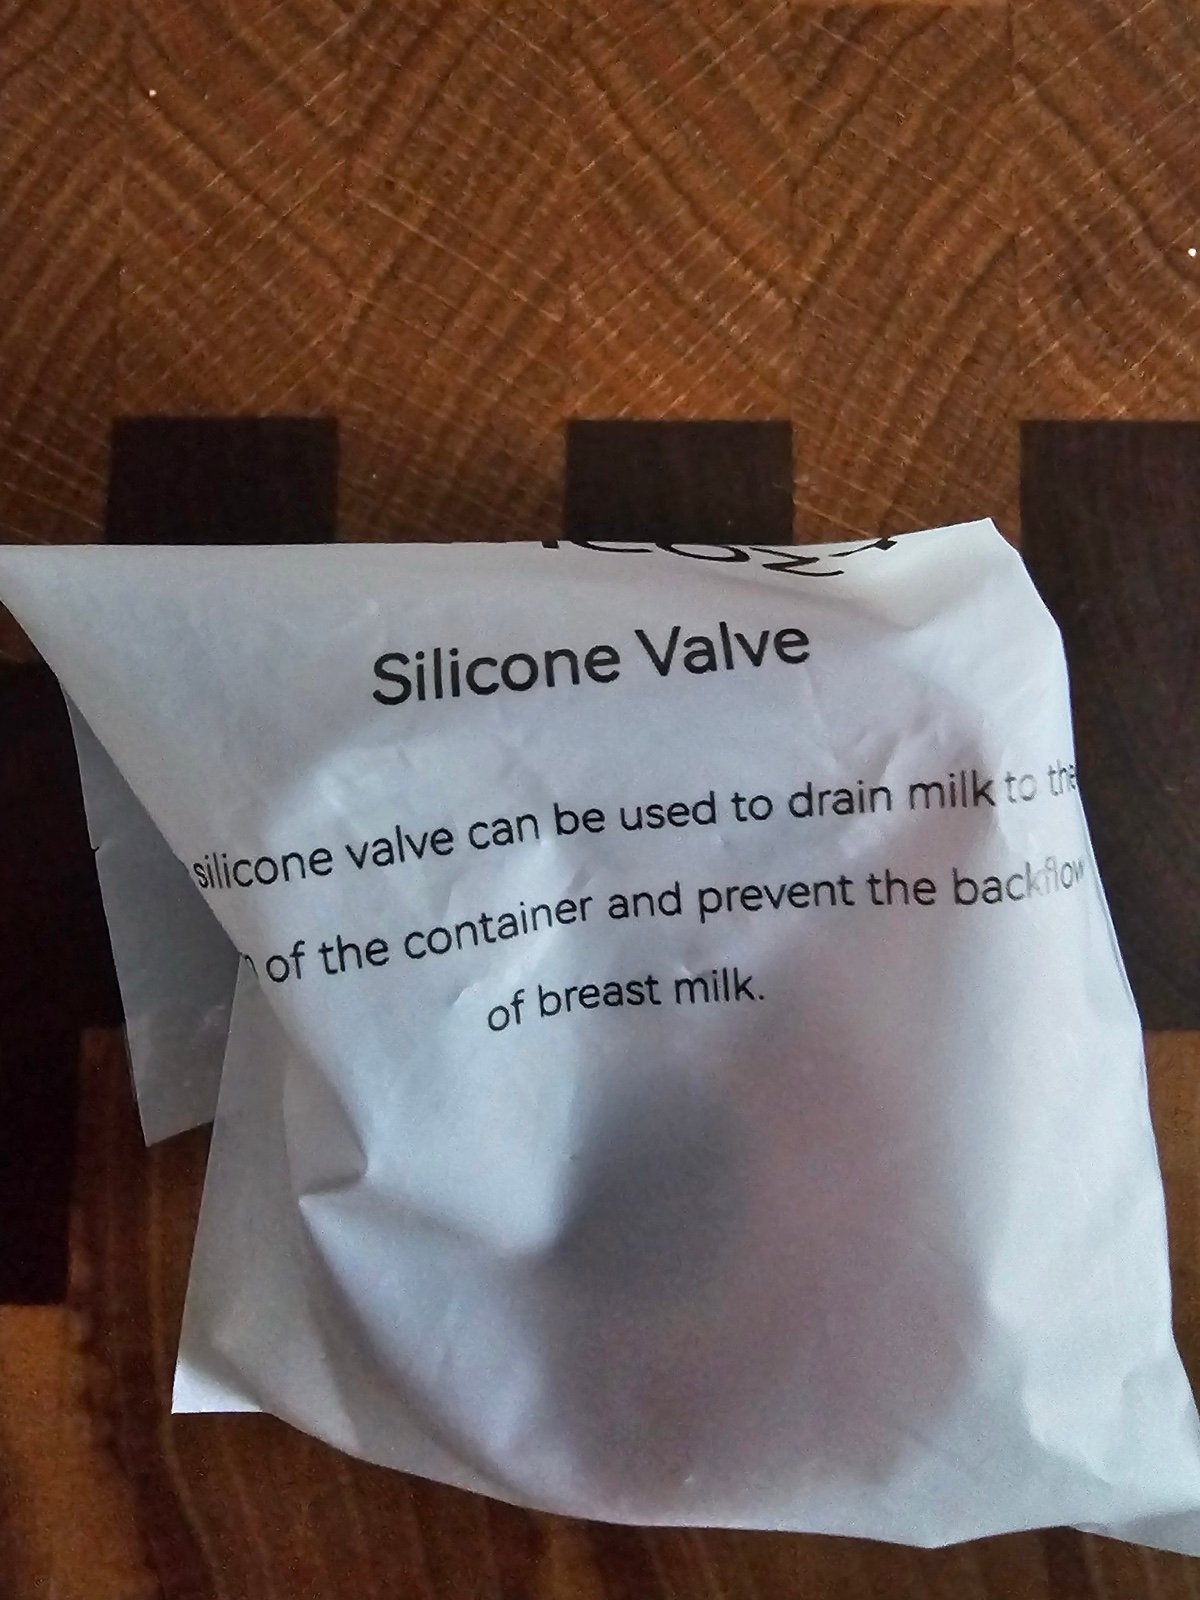 Silicone Valve
silicone valve can be used to drain milk to the
of the container and prevent the backflow
of breast milk.